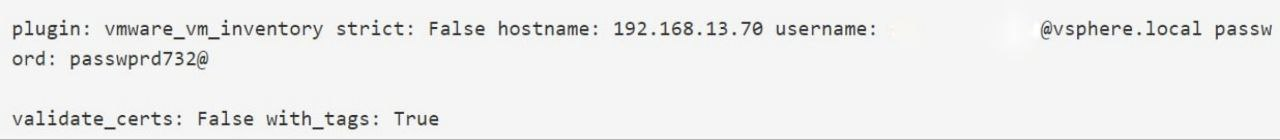 plugin: vmware_vm_inventory strict: False hostname: 192.168.13.70 username: @vsphere.local passw
ord: passwprd732@
validate_certs: False with_tags: True